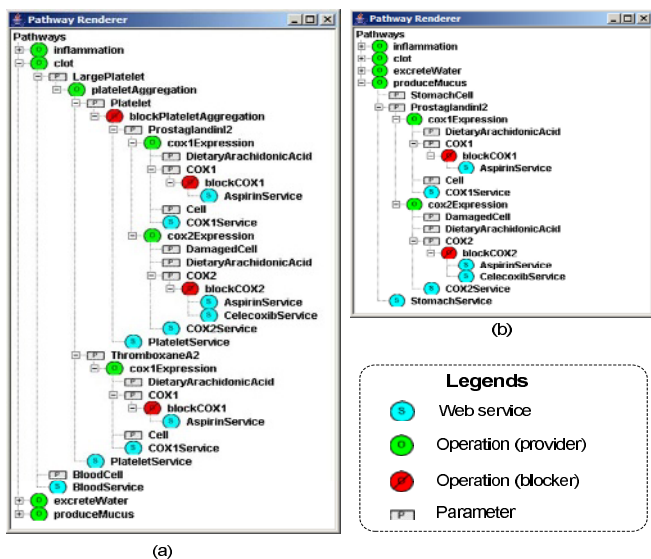 Pathway Renderer
Pathways
inflammation
clot
LargePlatelet
plateletAggregation
Platelet
blockPlateletAggregation
ProstaglandinI2
cox1Expression
DietaryArachidonicAcid
COX1
blockCOX1
AspirinService
Cell
COX1Service
cox2Expression
DamagedCell
DietaryArachidonicAcid
COX2
blockCOX2
AspirinService
CelecoxibService
COX2Service
PlateletService
ThromboxaneA2
cox1Expression
DietaryArachidonicAcid
COX1
blockCOX1
AspirinService
Cell
COX1Service
PlateletService
BloodCell
BloodService
excreteWater
produceMucus
(a)
Pathway Renderer
Pathways
inflammation
clot
excreteWater
produceMucus
StomachCell
ProstaglandinI2
cox1Expression
DietaryArachidonicAcid
COX1
blockCOX1
AspirinService
Cell
COX1Service
cox2Expression
DamagedCell
DietaryArachidonicAcid
COX2
blockCOX2
AspirinService
CelecoxibService
COX2Service
StomachService
(b)
Legends
S Web service
O Operation (provider)
Operation (blocker)
P Parameter